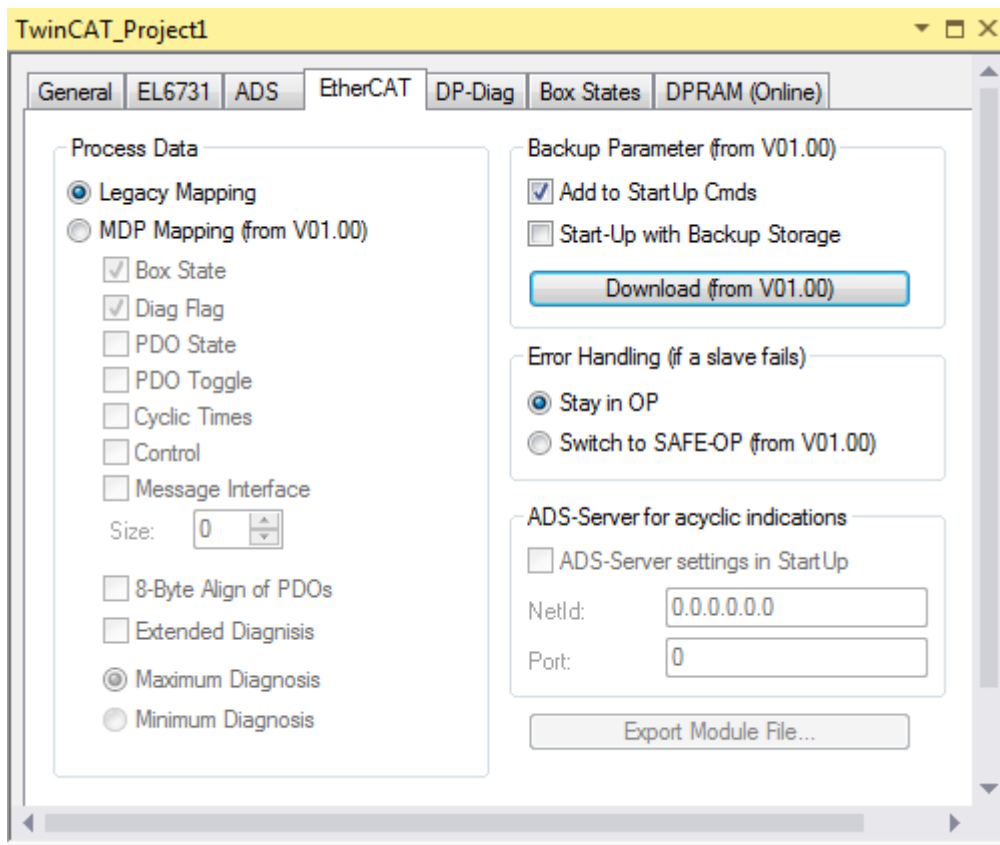 TwinCAT_Project1
General EL6731 ADS EtherCAT DP-Diag Box States DPRAM (Online)
Process Data
Legacy Mapping
MDP Mapping (from V01.00)
Box State
Diag Flag
PDO State
PDO Toggle
Cyclic Times
Control
Message Interface
Size: 0
8-Byte Align of PDOs
Extended Diagnisis
Maximum Diagnosis
Minimum Diagnosis
Backup Parameter (from V01.00)
Add to StartUp Cmds
Start-Up with Backup Storage
Download (from V01.00)
Error Handling (if a slave fails)
Stay in OP
Switch to SAFE-OP (from V01.00)
ADS-Server for acyclic indications
ADS-Server settings in StartUp
NetId: 0.0.0.0.0.0
Port: 0
Export Module File...